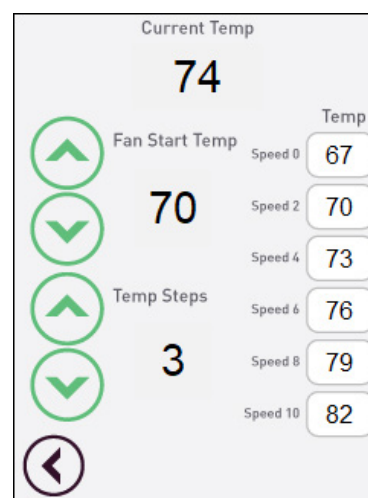 Current Temp
74
Temp
Fan Start Temp
Speed 0 67
70
Speed 2 70
Speed 4 73
Temp Steps
Speed 6 76
3
Speed 8 79
Speed 10 82